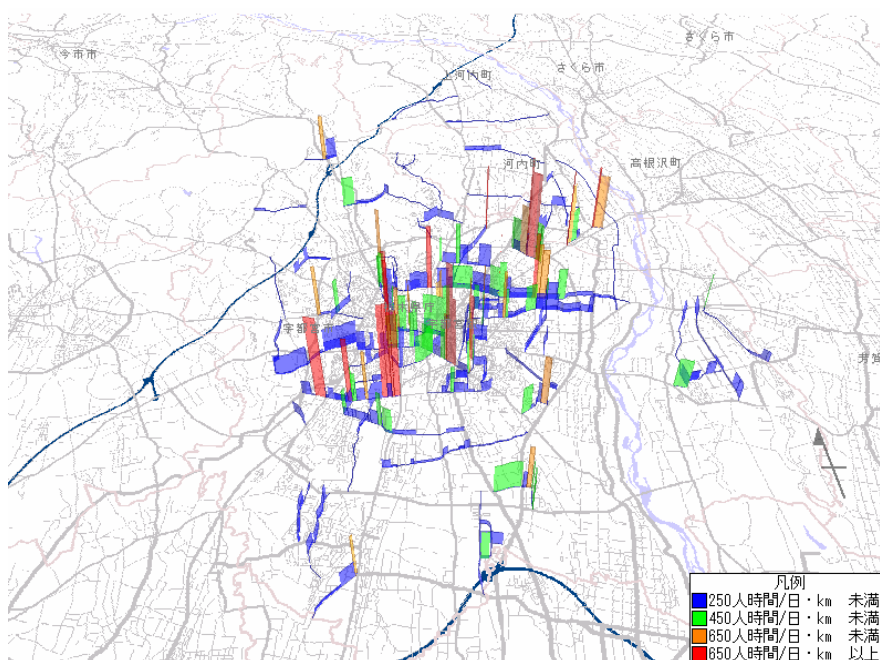 さくら市
今市市
さくら市
上河内町
河内町
高根沢町
宇都宮市
凡例
250人時間/日・km 未満
450人時間/日・km 未満
650人時間/日・km 未満
650人時間/日・km 以上